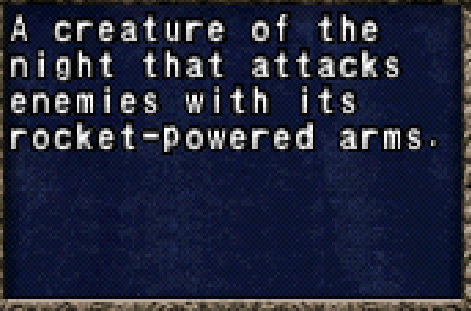 A creature of the
night that attacks
enemies with its
rocket-powered arms.